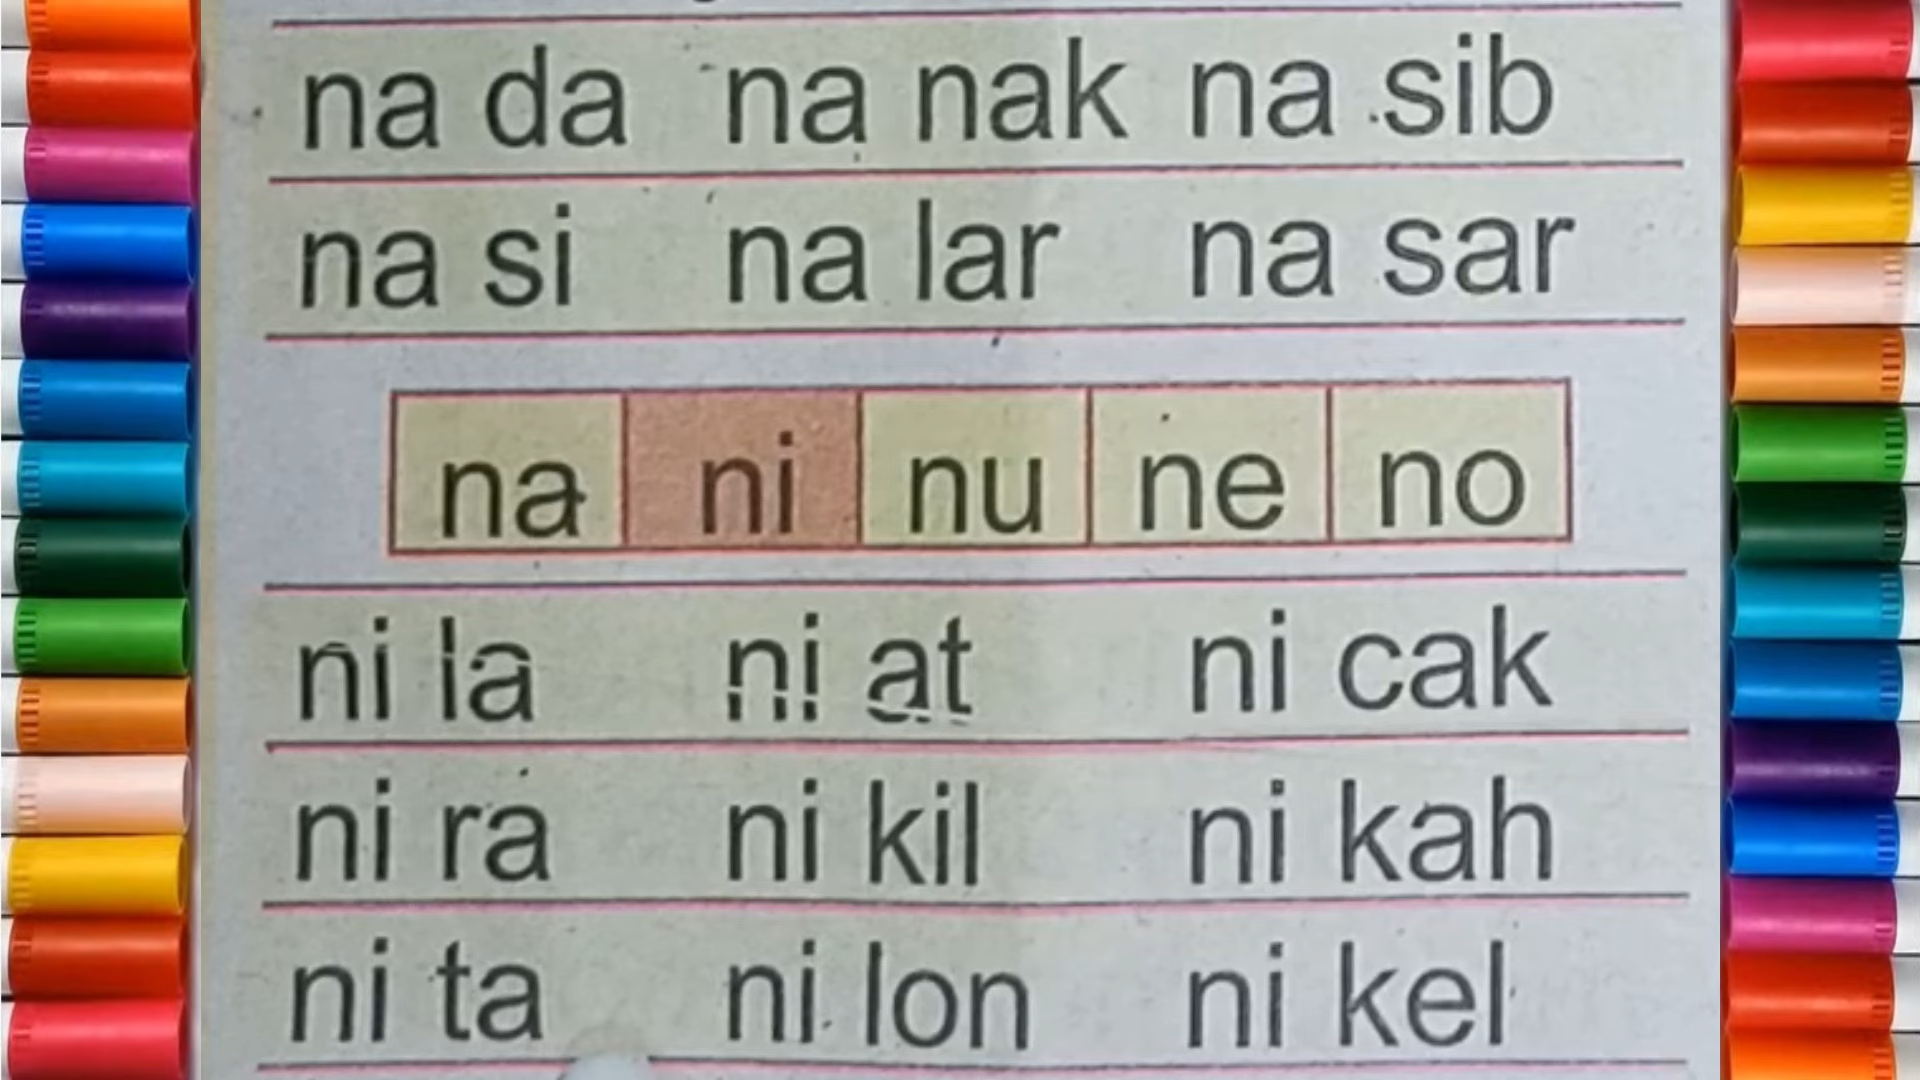 na da na nak na sib
na si na lar na sar
na ni nu ne no
ni la ni at ni cak
ni ra ni kil ni kah
ni ta ni lon ni kel